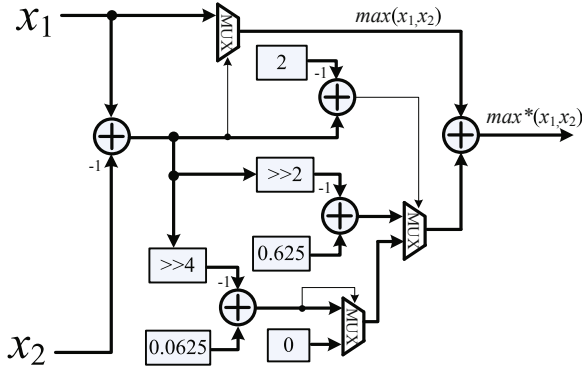 x₁
MUX
max(x₁,x₂)
2
-1
max*(x₁,x₂)
-1
>>2
-1
MUX
0.625
>>4
-1
MUX
0.0625
0
x₂